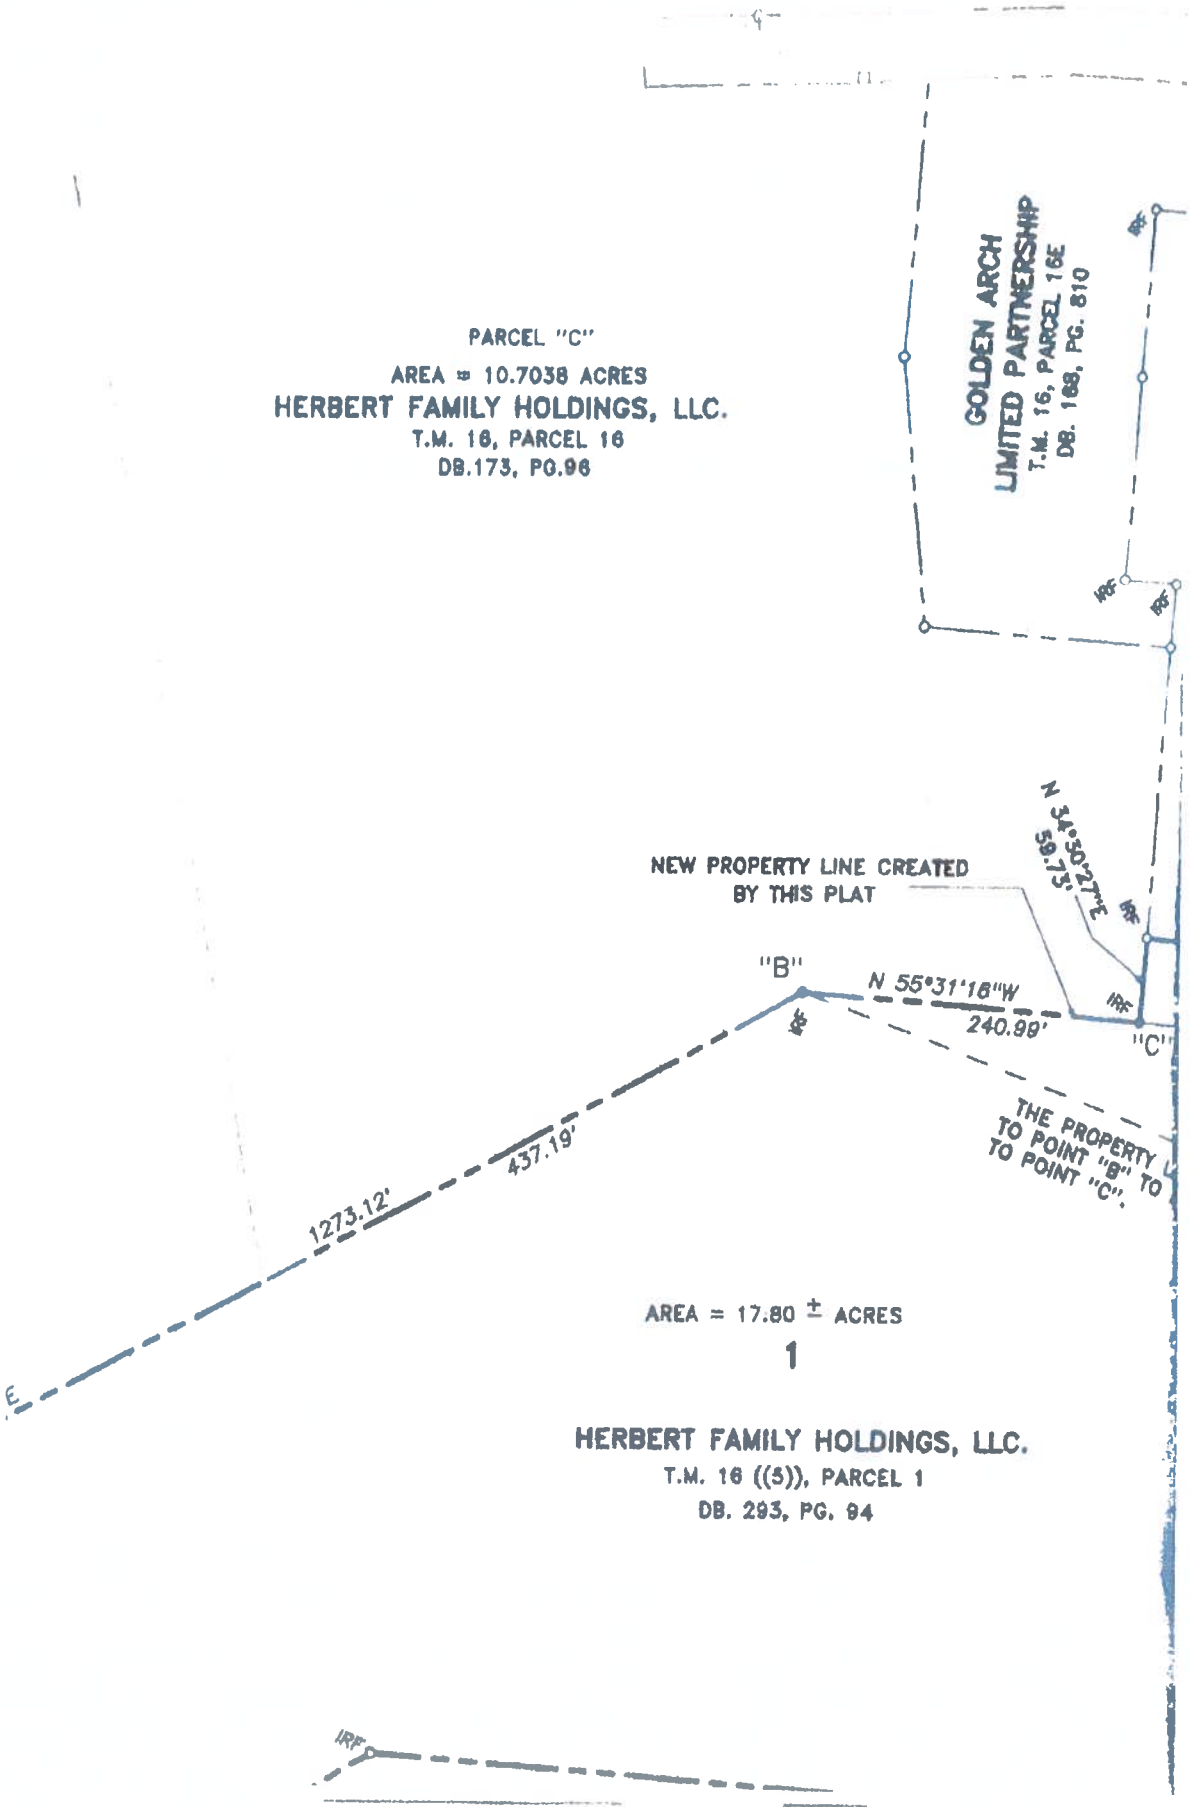 PARCEL "C"
AREA = 10.7038 ACRES
HERBERT FAMILY HOLDINGS, LLC.
T.M. 16, PARCEL 16
DB.173, PG.96
GOLDEN ARCH
LIMITED PARTNERSHIP
T.M. 16, PARCEL 16E
DB. 168, PG. 810
IRF
IRF
IRF
N 34°30'27"E
59.73'
NEW PROPERTY LINE CREATED
BY THIS PLAT
IRF
"B"
N 55°31'16"W
240.99'
IRF
IRF
"C"
THE PROPERTY
TO POINT "B" TO
TO POINT "C".
437.19'
1273.12'
E
AREA = 17.80 ± ACRES
1
HERBERT FAMILY HOLDINGS, LLC.
T.M. 16 ((5)), PARCEL 1
DB. 293, PG. 94
IRF